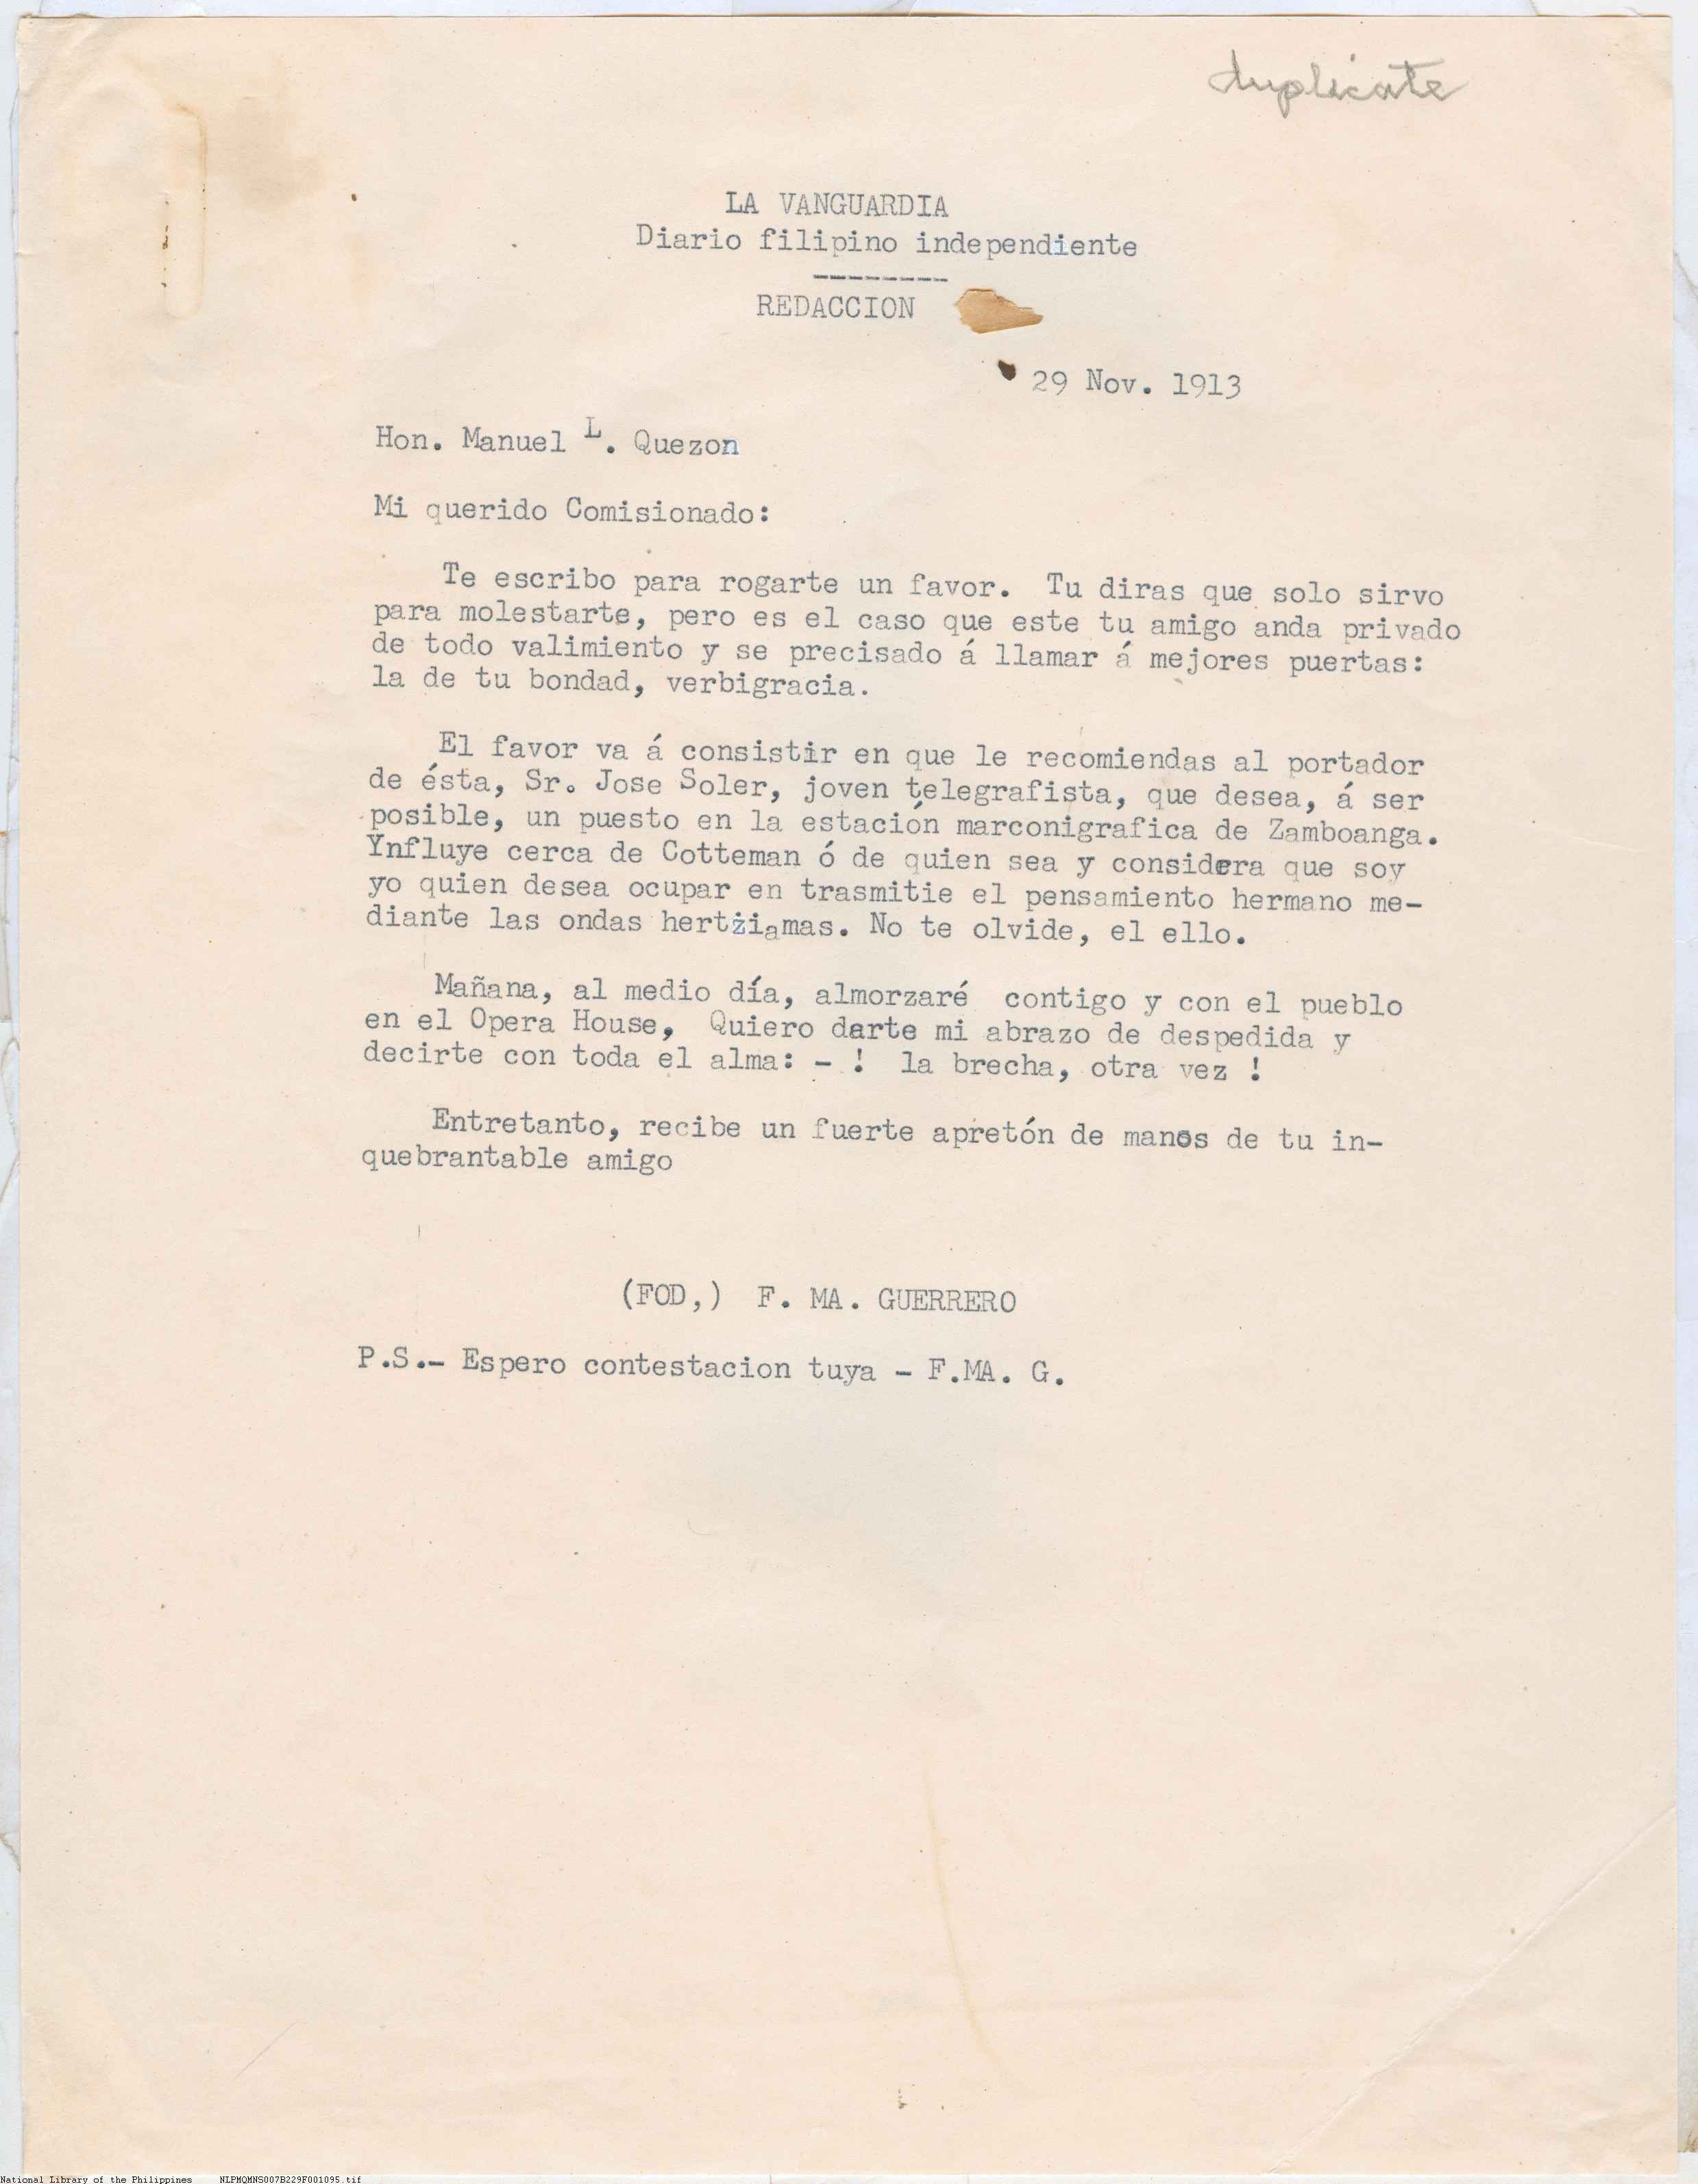 duplicate
LA VANGUARDIA
Diario filipino independiente
REDACCION
29 Nov. 1913
Hon. Manuel L. Quezon
Mi querido Comisionado:
Te escribo para rogarte un favor. Tu diras que solo sirvo
para molestarte, pero es el caso que este tu amigo anda privado
de todo valimiento y se precisado á llamar á mejores puertas:
la de tu bondad, verbigracia.
El favor va á consistir en que le recomiendas al portador
de ésta, Sr. Jose Soler, joven telegrafista, que desea, á ser
posible, un puesto en la estación marconigrafica de Zamboanga.
Ynfluye cerca de Cotteman ó de quien sea y considera que soy
yo quien desea ocupar en trasmitie el pensamiento hermano me-
diante las ondas hertziamas. No te olvide, el ello.
Mañana, al medio día, almorzaré contigo y con el pueblo
en el Opera House, Quiero darte mi abrazo de despedida y
decirte con toda el alma: - ! la brecha, otra vez !
Entretanto, recibe un fuerte apretón de manos de tu in-
quebrantable amigo
(FOD,) F. MA. GUERRERO
P.S.- Espero contestacion tuya - F.MA. G.
National Library of the Philippines NLPMQMNS007B229F001095.tif